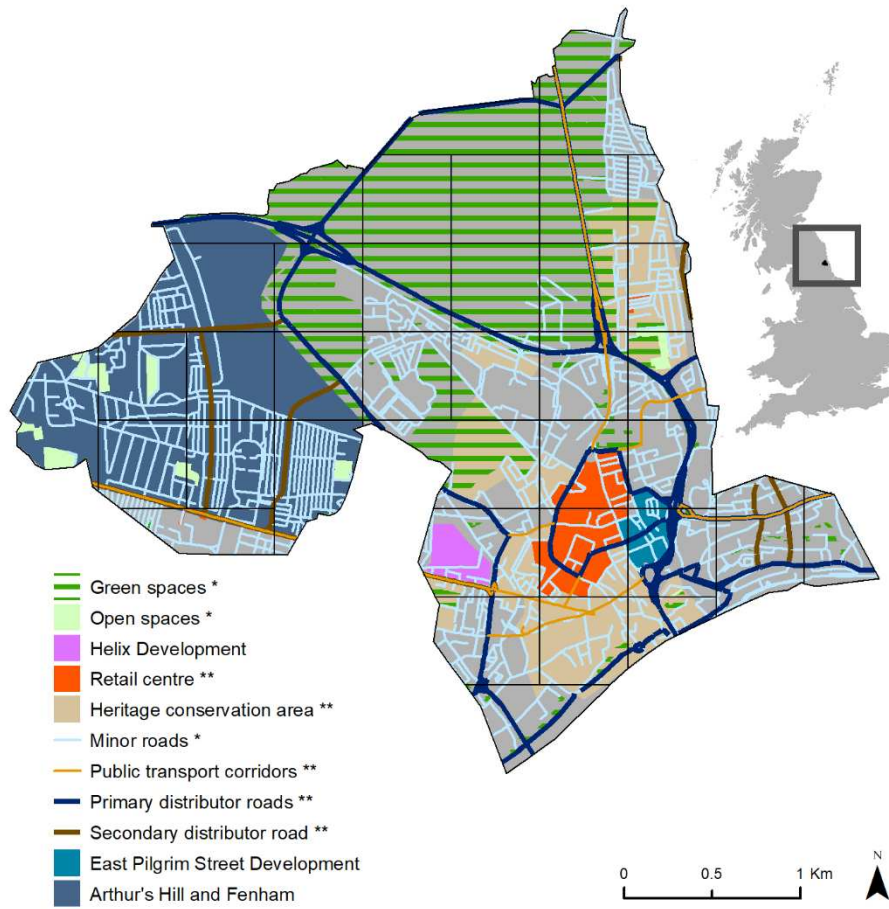 Green spaces *
Open spaces *
Helix Development
Retail centre **
Heritage conservation area **
Minor roads *
Public transport corridors **
Primary distributor roads **
Secondary distributor road **
East Pilgrim Street Development
Arthur's Hill and Fenham
0 0.5 1 Km
N